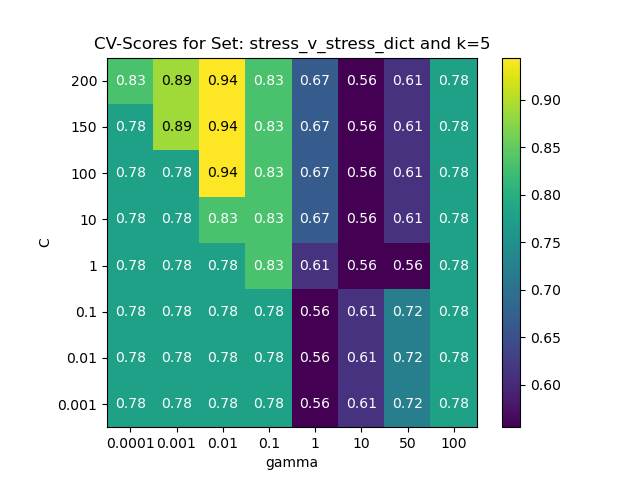 CV-Scores for Set: stress_v_stress_dict and k=5
200 0.83 0.89 0.94 0.83 0.67 0.56 0.61 0.78
150 0.78 0.89 0.94 0.83 0.67 0.56 0.61 0.78
100 0.78 0.78 0.94 0.83 0.67 0.56 0.61 0.78
10 0.78 0.78 0.83 0.83 0.67 0.56 0.61 0.78
1 0.78 0.78 0.78 0.83 0.61 0.56 0.56 0.78
0.1 0.78 0.78 0.78 0.78 0.56 0.61 0.72 0.78
0.01 0.78 0.78 0.78 0.78 0.56 0.61 0.72 0.78
0.001 0.78 0.78 0.78 0.78 0.56 0.61 0.72 0.78
C
0.0001 0.001 0.01 0.1 1 10 50 100
gamma
0.90
0.85
0.80
0.75
0.70
0.65
0.60